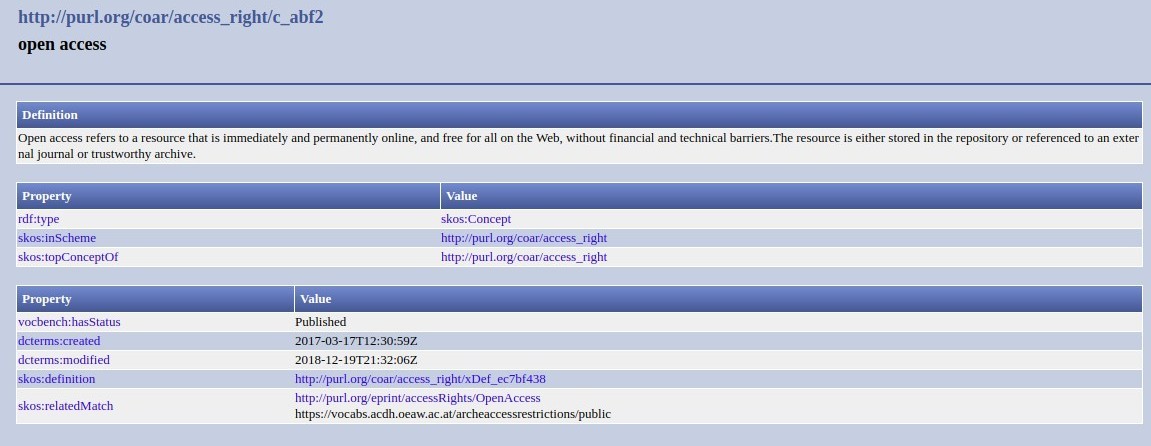 http://purl.org/coar/access_right/c_abf2
open access
Definition
Open access refers to a resource that is immediately and permanently online, and free for all on the Web, without financial and technical barriers.The resource is either stored in the repository or referenced to an exter
nal journal or trustworthy archive.
Property Value
rdf:type skos:Concept
skos:inScheme http://purl.org/coar/access_right
skos:topConceptOf http://purl.org/coar/access_right
Property Value
vocbench:hasStatus Published
dcterms:created 2017-03-17T12:30:59Z
dcterms:modified 2018-12-19T21:32:06Z
skos:definition http://purl.org/coar/access_right/xDef_ec7bf438
skos:relatedMatch http://purl.org/eprint/accessRights/OpenAccess
https://vocabs.acdh.oeaw.ac.at/archeaccessrestrictions/public